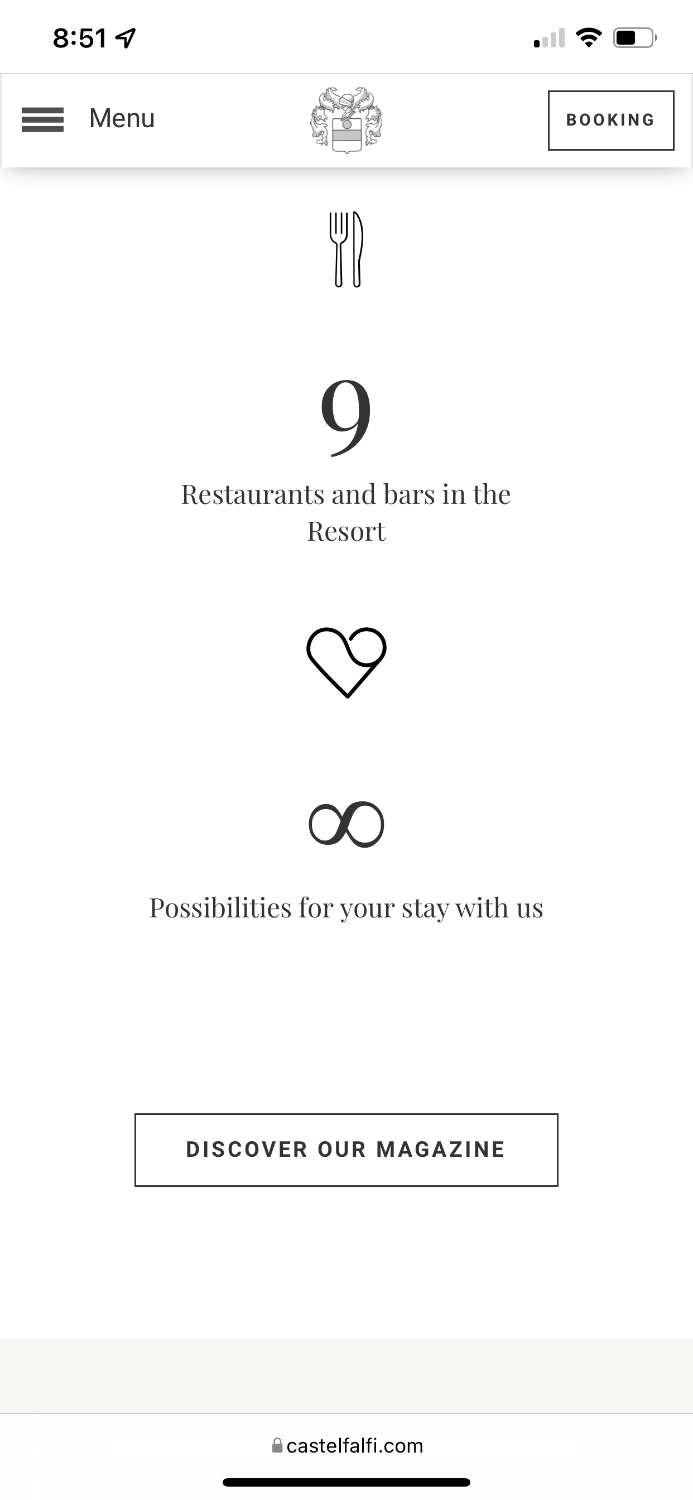 8:51
Menu
BOOKING
9
Restaurants and bars in the
Resort
∞
Possibilities for your stay with us
DISCOVER OUR MAGAZINE
castelfalfi.com